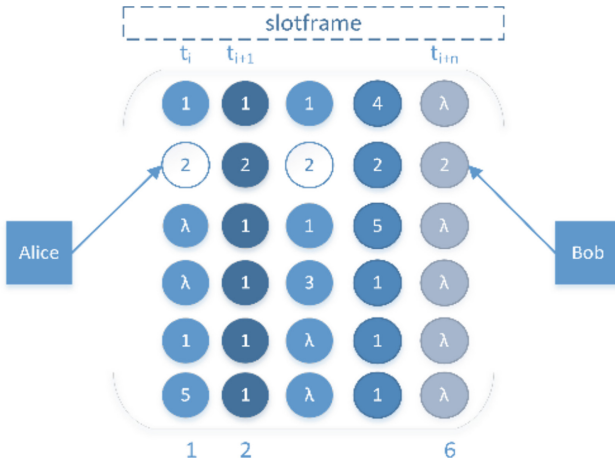 slotframe
tᵢ tᵢ₊₁ tᵢ₊ₙ
1 1 1 4 λ
2 2 2 2 2
Alice
Bob
λ 1 1 5 λ
λ 1 3 1 λ
1 1 λ 1 λ
5 1 λ 1 λ
1 2 6